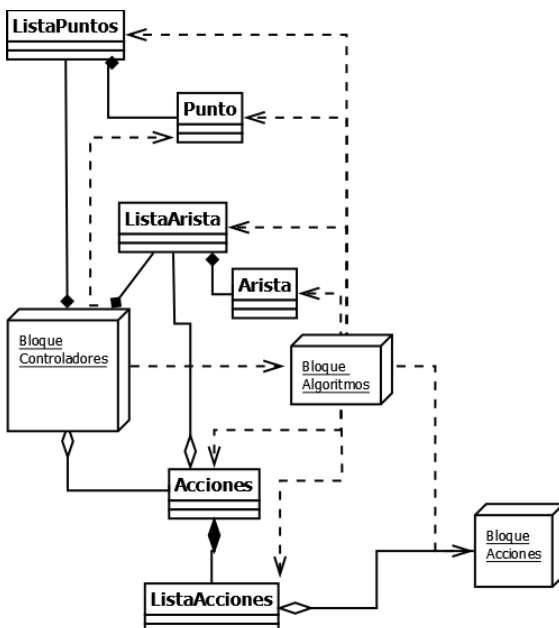 ListaPuntos
Punto
ListaArista
Arista
Bloque
Controladores
Bloque
Algoritmos
Acciones
Bloque
Acciones
ListaAcciones